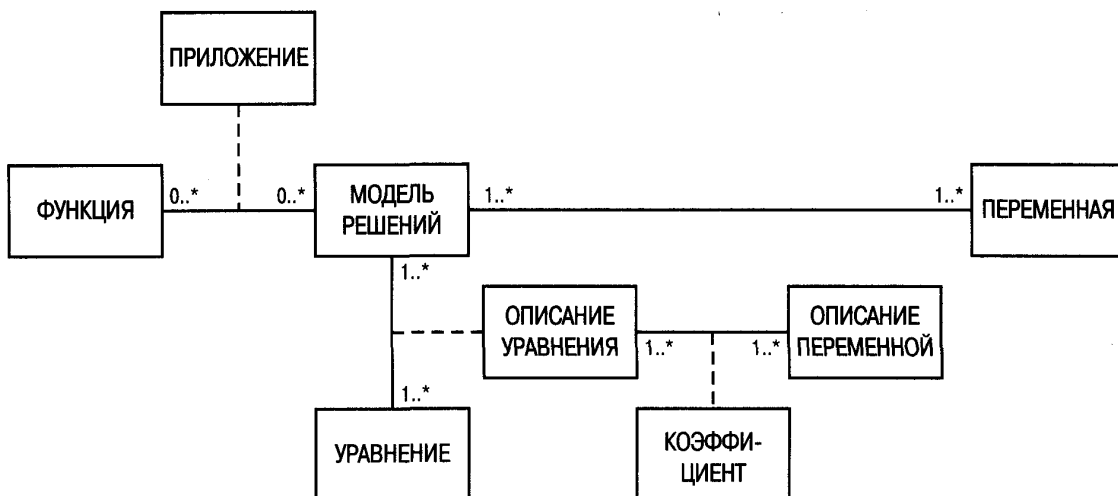 ПРИЛОЖЕНИЕ
ФУНКЦИЯ
0..*
0..*
МОДЕЛЬ
РЕШЕНИЙ
1..*
1..*
ПЕРЕМЕННАЯ
1..*
ОПИСАНИЕ
УРАВНЕНИЯ
1..*
1..*
ОПИСАНИЕ
ПЕРЕМЕННОЙ
1..*
УРАВНЕНИЕ
КОЭФФИ-
ЦИЕНТ